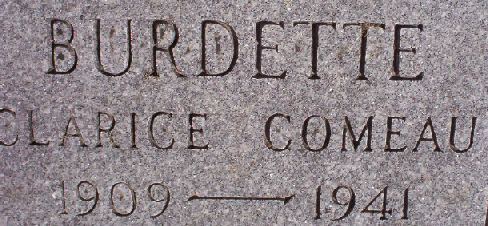 BURDETTE
CLARICE COMEAU
1909 — 1941